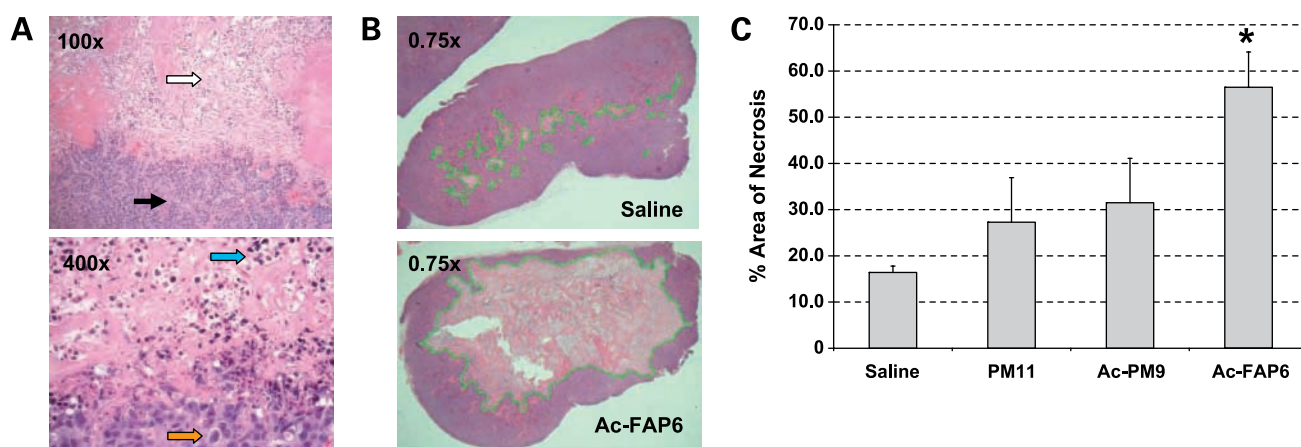 A
100x
400x
B
0.75x
Saline
0.75x
Ac-FAP6
C
% Area of Necrosis
70.0
60.0
50.0
40.0
30.0
20.0
10.0
0
*
Saline PM11 Ac-PM9 Ac-FAP6